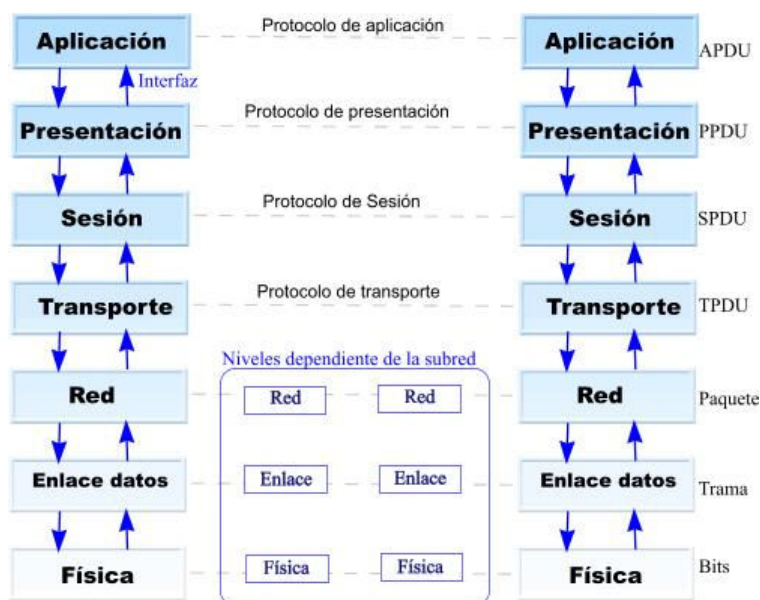 Aplicación Protocolo de aplicación Aplicación APDU
Interfaz
Presentación Protocolo de presentación Presentación PPDU
Sesión Protocolo de Sesión Sesión SPDU
Transporte Protocolo de transporte Transporte TPDU
Niveles dependiente de la subred
Red Red Red Red Paquete
Enlace datos Enlace Enlace Enlace datos Trama
Física Física Física Física Bits